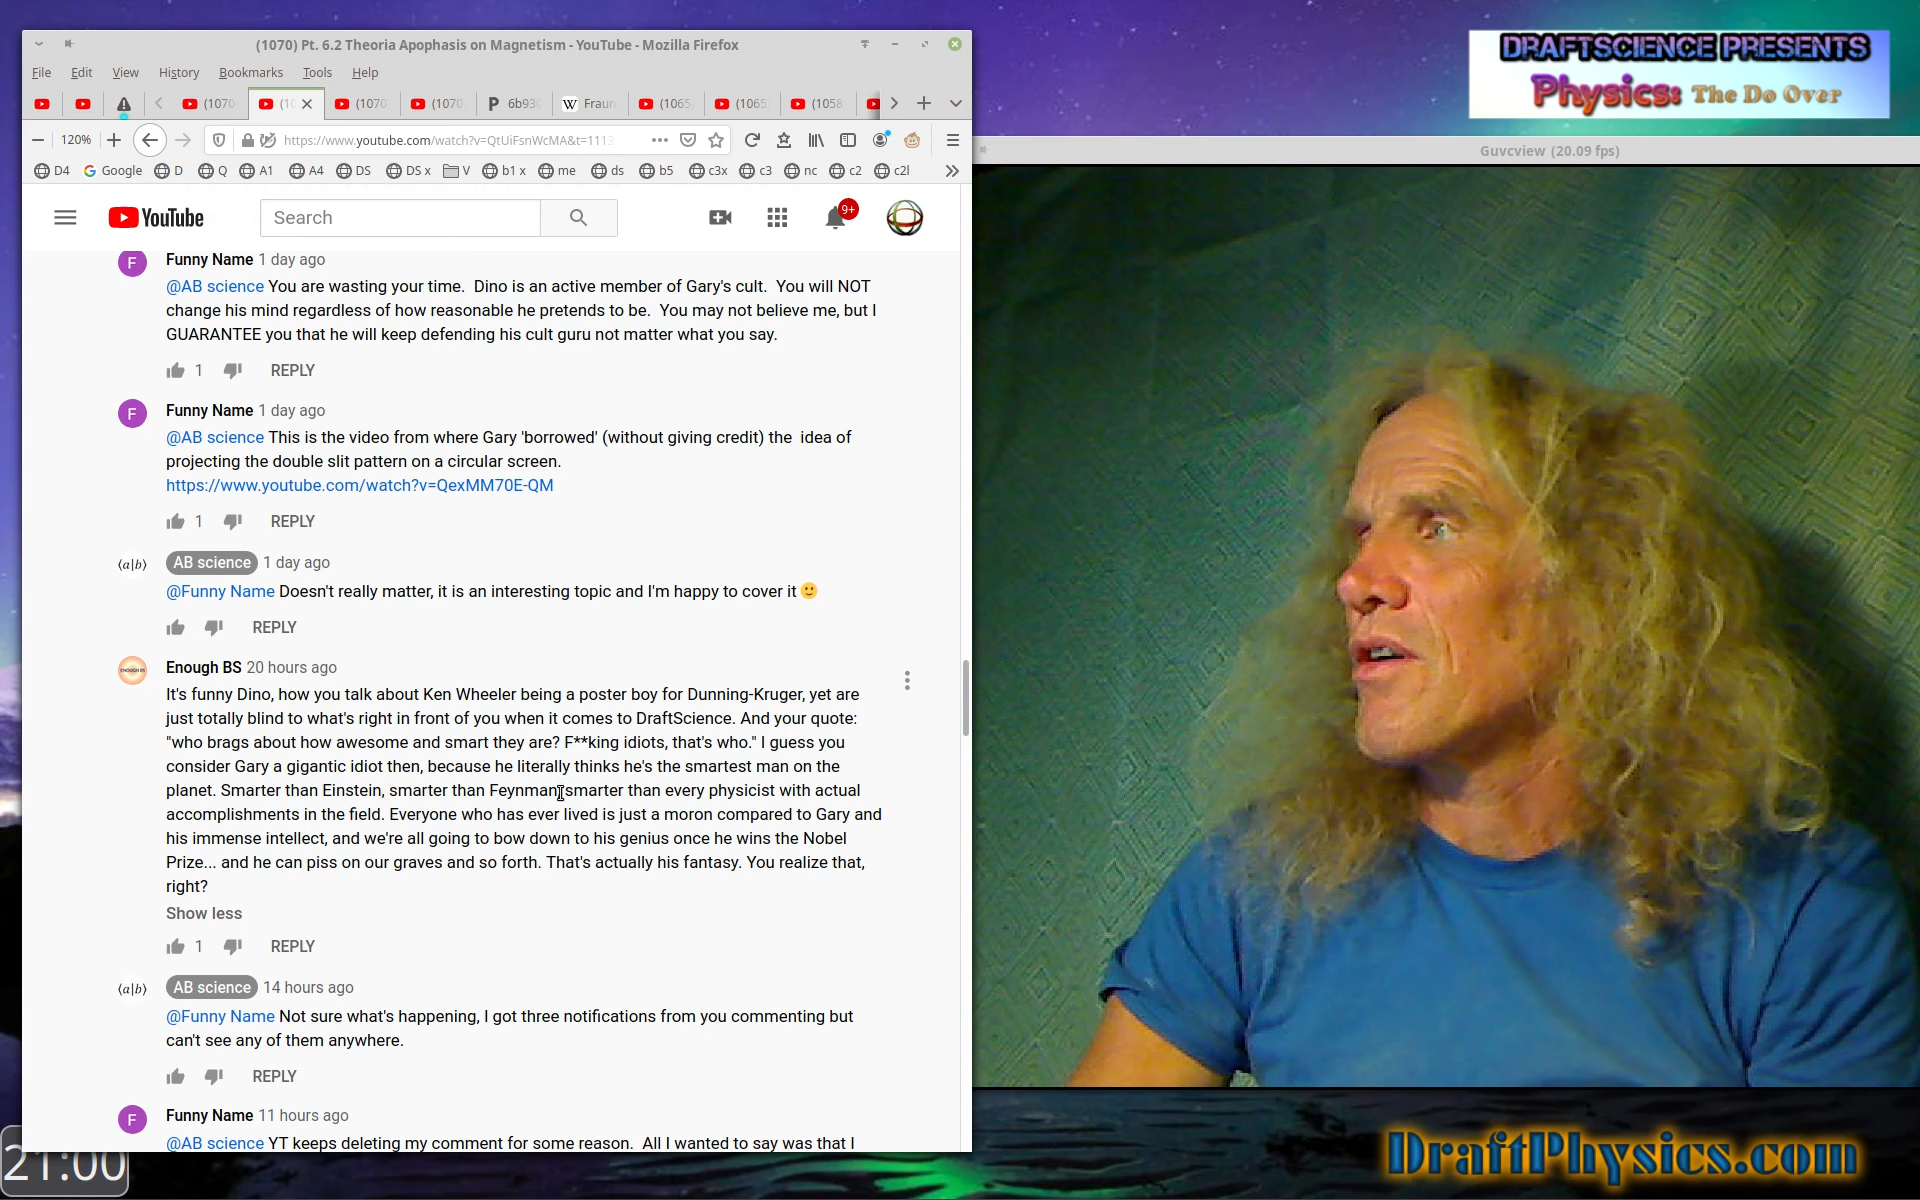 (1070) Pt. 6.2 Theoria Apophasis on Magnetism - YouTube - Mozilla Firefox
File Edit View History Bookmarks Tools Help
(1070 (10 (1070 (1070 6b930 Fraun (1065 (1065 (1058
120% https://www.youtube.com/watch?v=QtUiFsnWcMA&t=1113
D4 Google D Q A1 A4 DS DS x V b1 x me ds b5 c3x c3 nc c2 c2l
YouTube Search 9+
F Funny Name 1 day ago
@AB science You are wasting your time. Dino is an active member of Gary's cult. You will NOT
change his mind regardless of how reasonable he pretends to be. You may not believe me, but I
GUARANTEE you that he will keep defending his cult guru not matter what you say.
1 REPLY
F Funny Name 1 day ago
@AB science This is the video from where Gary 'borrowed' (without giving credit) the idea of
projecting the double slit pattern on a circular screen.
https://www.youtube.com/watch?v=QexMM70E-QM
1 REPLY
⟨a|b⟩ AB science 1 day ago
@Funny Name Doesn't really matter, it is an interesting topic and I'm happy to cover it 🙂
REPLY
ENOUGH BS Enough BS 20 hours ago
It's funny Dino, how you talk about Ken Wheeler being a poster boy for Dunning-Kruger, yet are
just totally blind to what's right in front of you when it comes to DraftScience. And your quote:
"who brags about how awesome and smart they are? F**king idiots, that's who." I guess you
consider Gary a gigantic idiot then, because he literally thinks he's the smartest man on the
planet. Smarter than Einstein, smarter than Feynman, smarter than every physicist with actual
accomplishments in the field. Everyone who has ever lived is just a moron compared to Gary and
his immense intellect, and we're all going to bow down to his genius once he wins the Nobel
Prize... and he can piss on our graves and so forth. That's actually his fantasy. You realize that,
right?
Show less
1 REPLY
⟨a|b⟩ AB science 14 hours ago
@Funny Name Not sure what's happening, I got three notifications from you commenting but
can't see any of them anywhere.
REPLY
F Funny Name 11 hours ago
@AB science YT keeps deleting my comment for some reason. All I wanted to say was that I
21:00
DRAFTSCIENCE PRESENTS
Physics: The Do Over
Guvcview (20.09 fps)
DraftPhysics.com